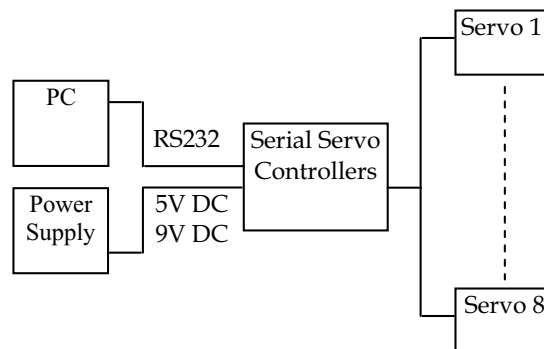 PC
RS232
Power
Supply
5V DC
9V DC
Serial Servo
Controllers
Servo 1
Servo 8